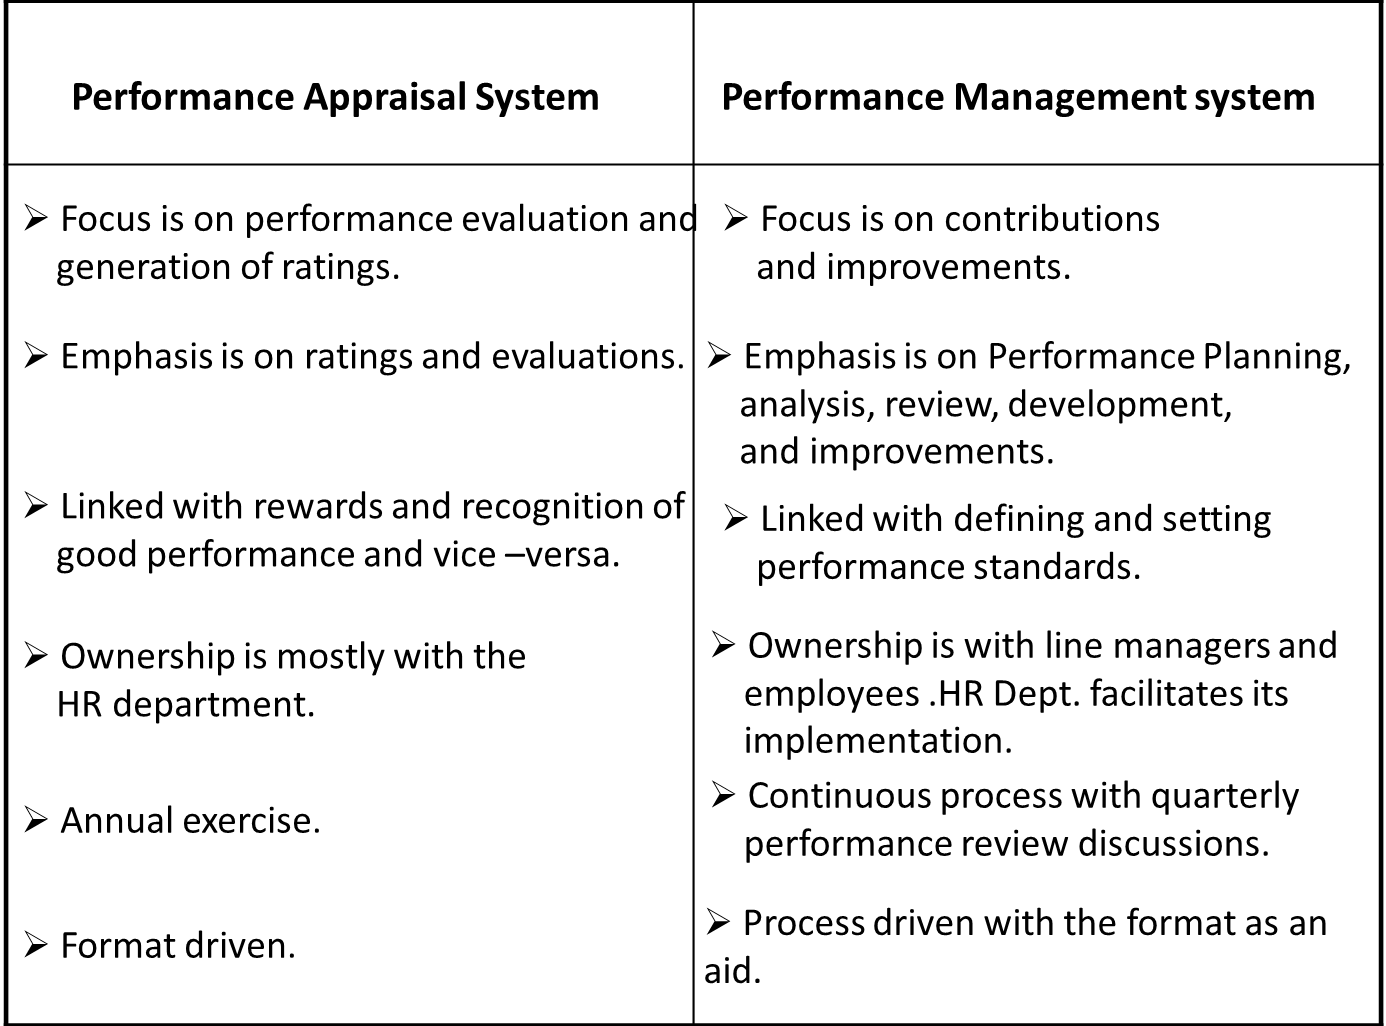 Performance Appraisal System
Performance Management system
➢ Focus is on performance evaluation and
generation of ratings.
➢ Emphasis is on ratings and evaluations.
➢ Linked with rewards and recognition of
good performance and vice –versa.
➢ Ownership is mostly with the
HR department.
➢ Annual exercise.
➢ Format driven.
➢ Focus is on contributions
and improvements.
➢ Emphasis is on Performance Planning,
analysis, review, development,
and improvements.
➢ Linked with defining and setting
performance standards.
➢ Ownership is with line managers and
employees .HR Dept. facilitates its
implementation.
➢ Continuous process with quarterly
performance review discussions.
➢ Process driven with the format as an
aid.